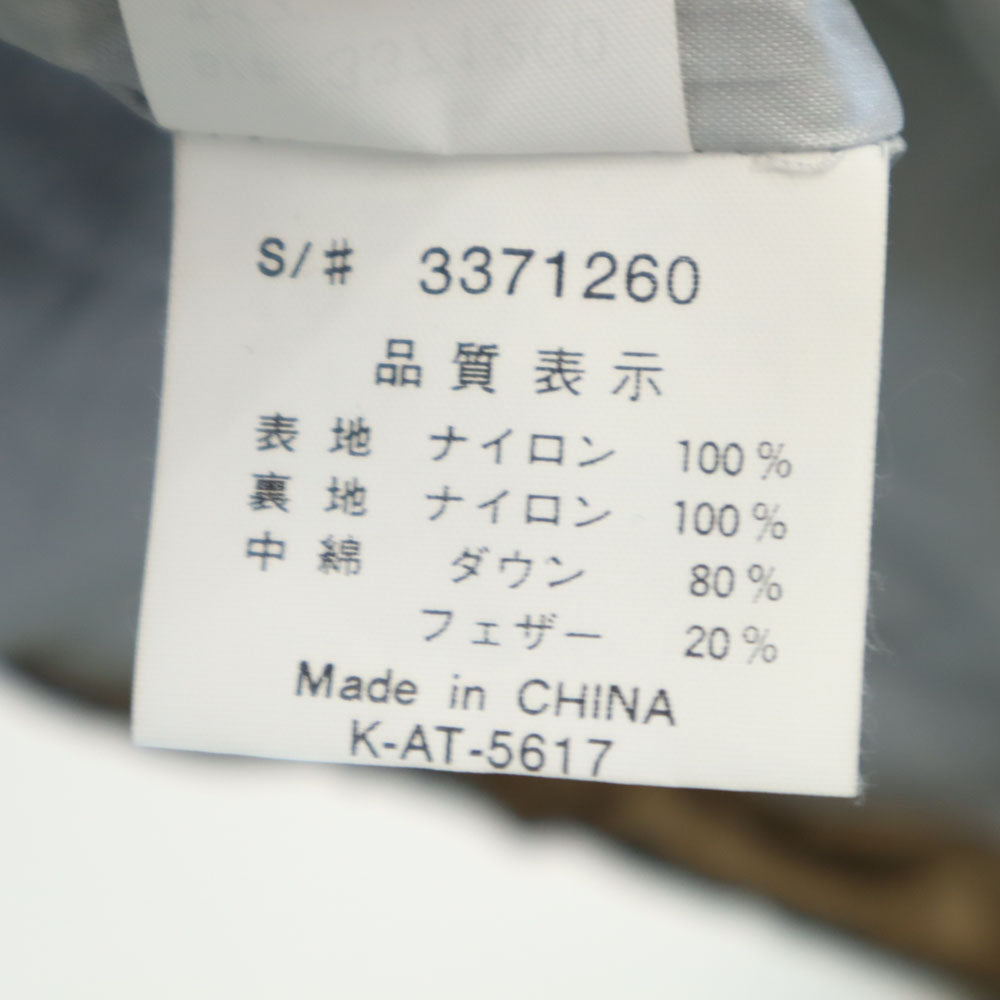 S/# 3371260
品質表示
表地 ナイロン 100%
裏地 ナイロン 100%
中綿 ダウン 80%
フェザー 20%
Made in CHINA
K-AT-5617